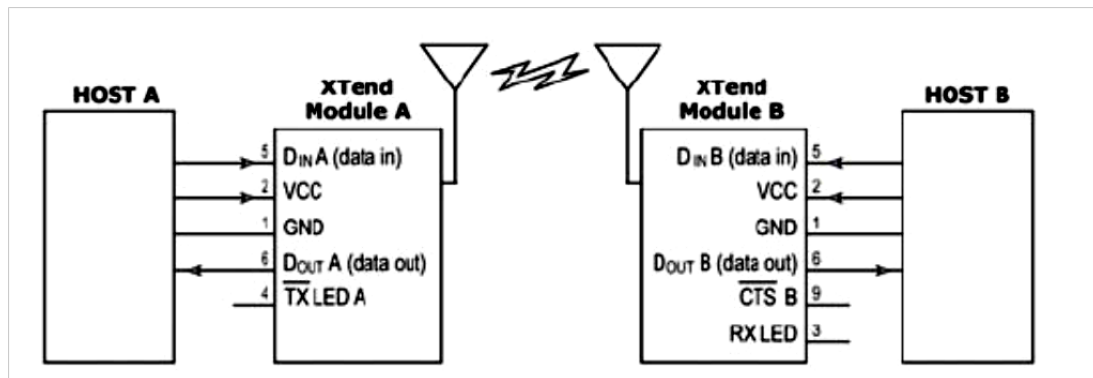 HOST A
XTend
Module A
5 DIN A (data in)
2 VCC
1 GND
6 DOUT A (data out)
4 TX LED A
XTend
Module B
HOST B
DIN B (data in) 5
VCC 2
GND 1
DOUT B (data out) 6
CTS B 9
RX LED 3